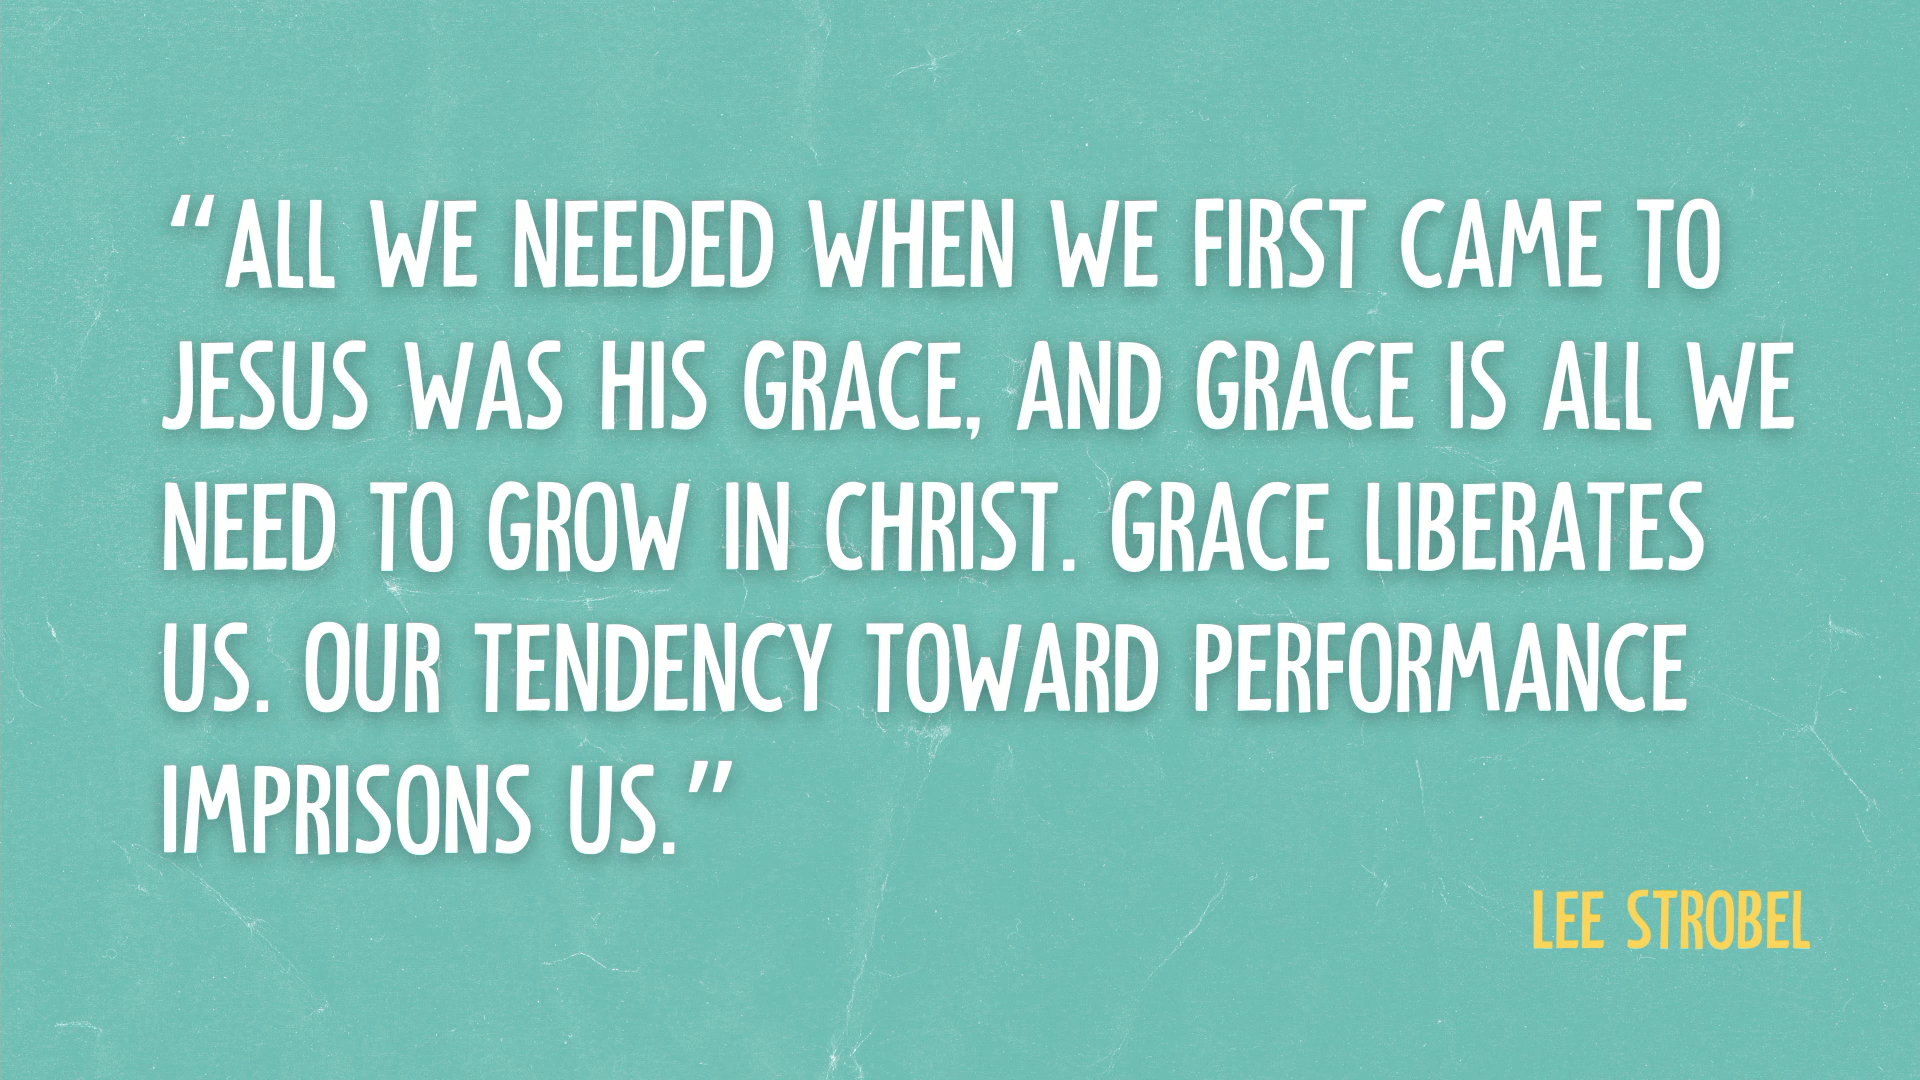 “ALL WE NEEDED WHEN WE FIRST CAME TO
JESUS WAS HIS GRACE, AND GRACE IS ALL WE
NEED TO GROW IN CHRIST. GRACE LIBERATES
US. OUR TENDENCY TOWARD PERFORMANCE
IMPRISONS US.”
LEE STROBEL